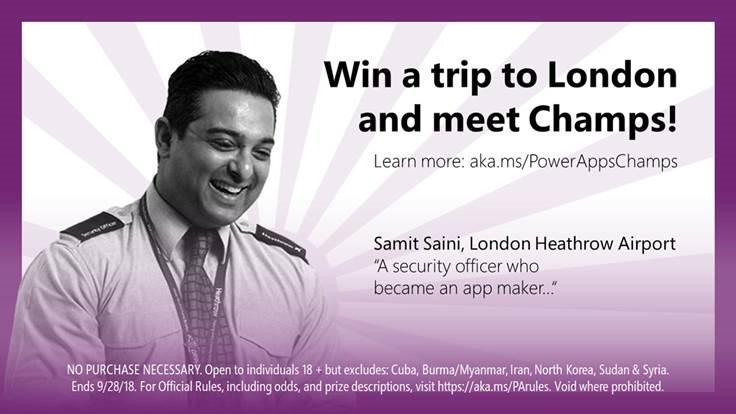 Win a trip to London
and meet Champs!
Learn more: aka.ms/PowerAppsChamps
Samit Saini, London Heathrow Airport
“A security officer who
became an app maker...“
Security Officer
Heathrow
Heathrow
NO PURCHASE NECESSARY. Open to individuals 18 + but excludes: Cuba, Burma/Myanmar, Iran, North Korea, Sudan & Syria.
Ends 9/28/18. For Official Rules, including odds, and prize descriptions, visit https://aka.ms/PArules. Void where prohibited.